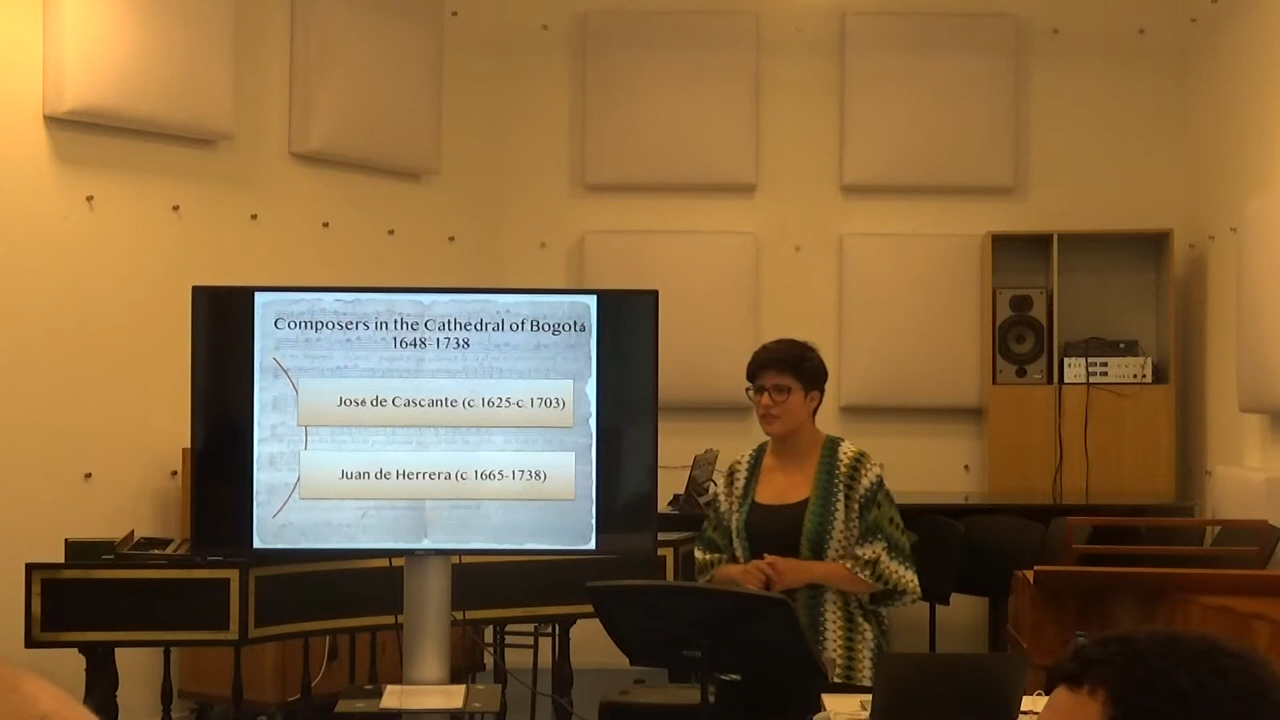 Composers in the Cathedral of Bogotá
1648-1738
José de Cascante (c 1625-c 1703)
Juan de Herrera (c 1665-1738)